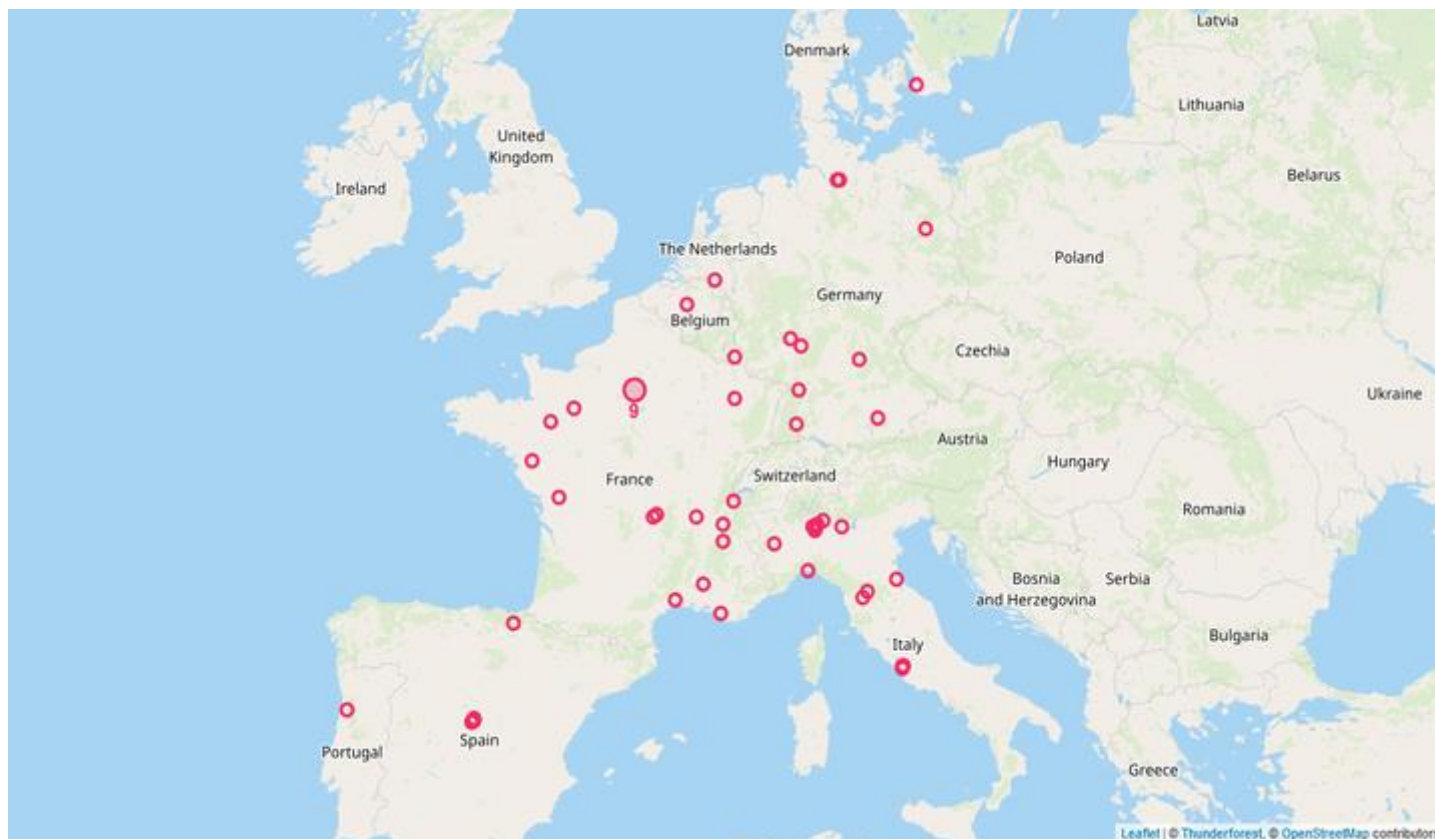 Latvia
Denmark
Lithuania
United
Kingdom
Belarus
Ireland
The Netherlands
Poland
Germany
Belgium
Czechia
Ukraine
9
Austria
Hungary
France
Switzerland
Romania
Bosnia
and Herzegovina
Serbia
Bulgaria
Italy
Spain
Portugal
Greece
Leaflet | © Thunderforest, © OpenStreetMap contributor